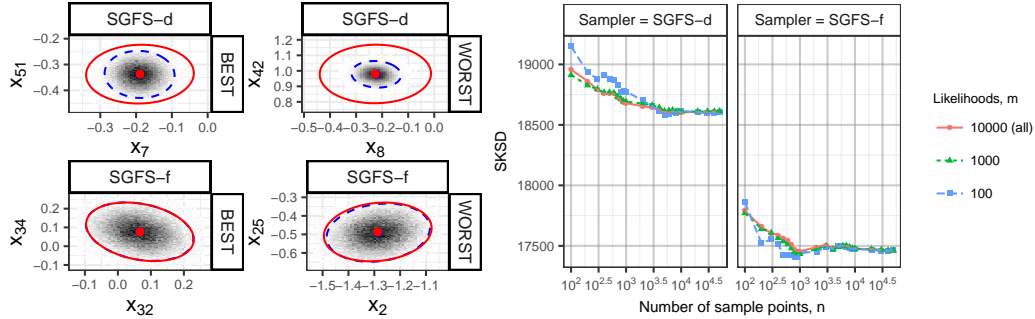 SGFS−d
BEST
x51
−0.2
−0.3
−0.4
−0.3 −0.2 −0.1 0.0
x7
SGFS−d
WORST
x42
1.2
1.1
1.0
0.9
0.8
−0.5 −0.4 −0.3 −0.2 −0.1 0.0
x8
SGFS−f
BEST
x34
0.2
0.1
0.0
−0.1
−0.1 0.0 0.1 0.2
x32
SGFS−f
WORST
x25
−0.3
−0.4
−0.5
−0.6
−1.5 −1.4 −1.3 −1.2 −1.1
x2
Sampler = SGFS−d
Sampler = SGFS−f
SKSD
19000
18500
18000
17500
10^2 10^2.5 10^3 10^3.5 10^4 10^4.5
10^2 10^2.5 10^3 10^3.5 10^4 10^4.5
Number of sample points, n
Likelihoods, m
10000 (all)
1000
100